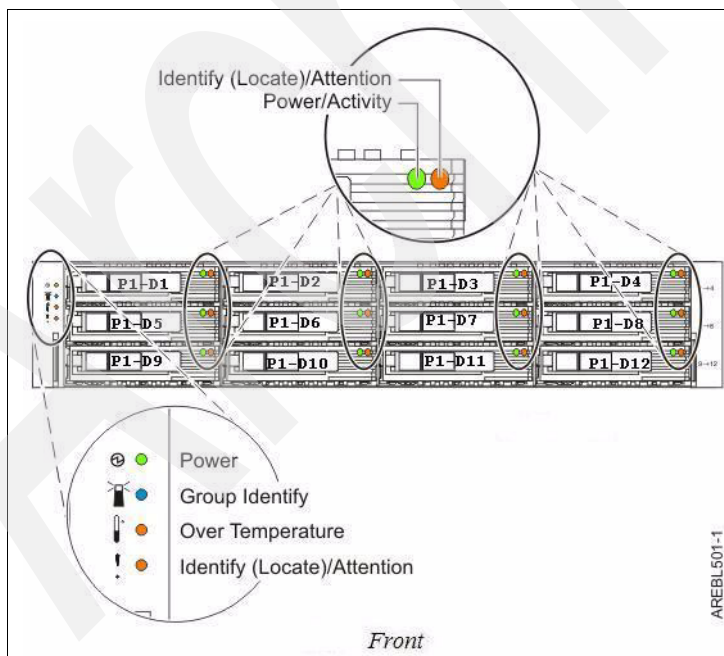 Identify (Locate)/Attention
Power/Activity
P1-D1 P1-D2 P1-D3 P1-D4
P1-D5 P1-D6 P1-D7 P1-D8
P1-D9 P1-D10 P1-D11 P1-D12
Power
Group Identify
Over Temperature
Identify (Locate)/Attention
AREBL501-1
Front